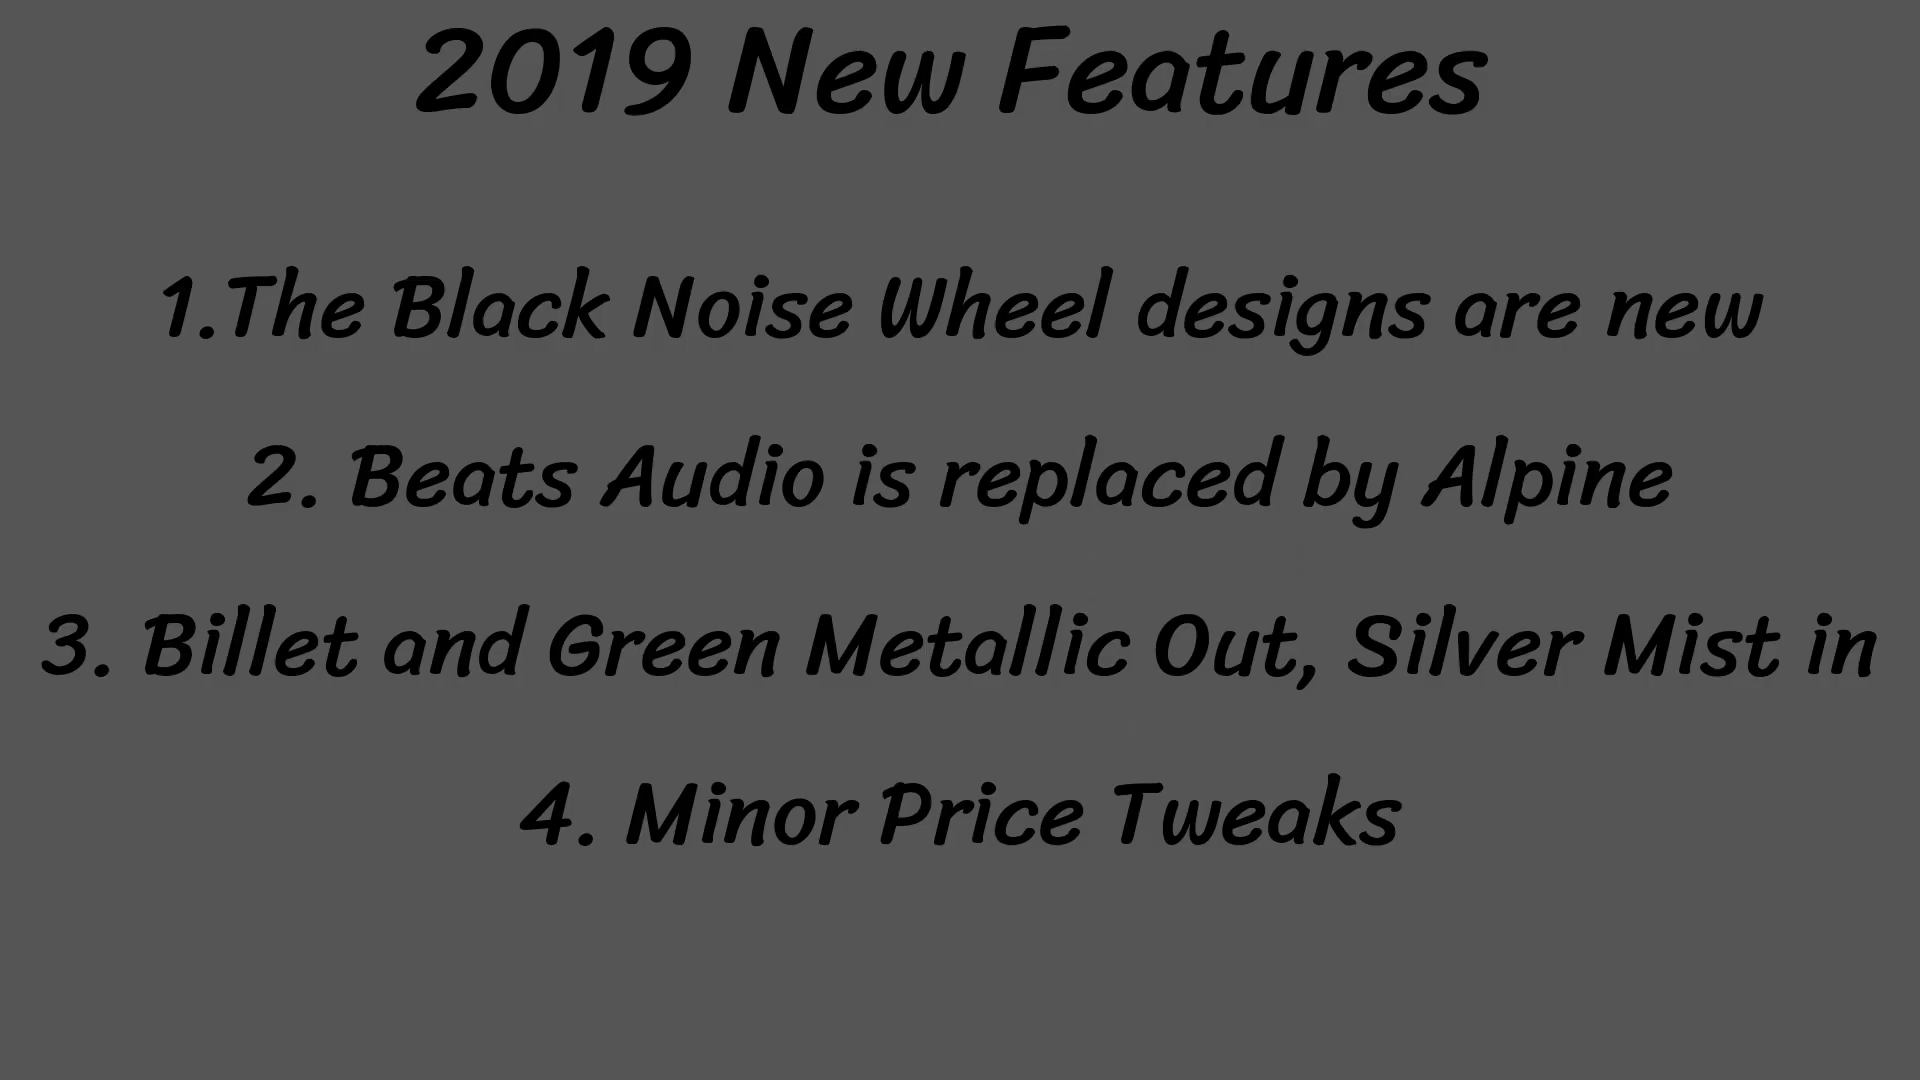 2019 New Features
1.The Black Noise Wheel designs are new
2. Beats Audio is replaced by Alpine
3. Billet and Green Metallic Out, Silver Mist in
4. Minor Price Tweaks